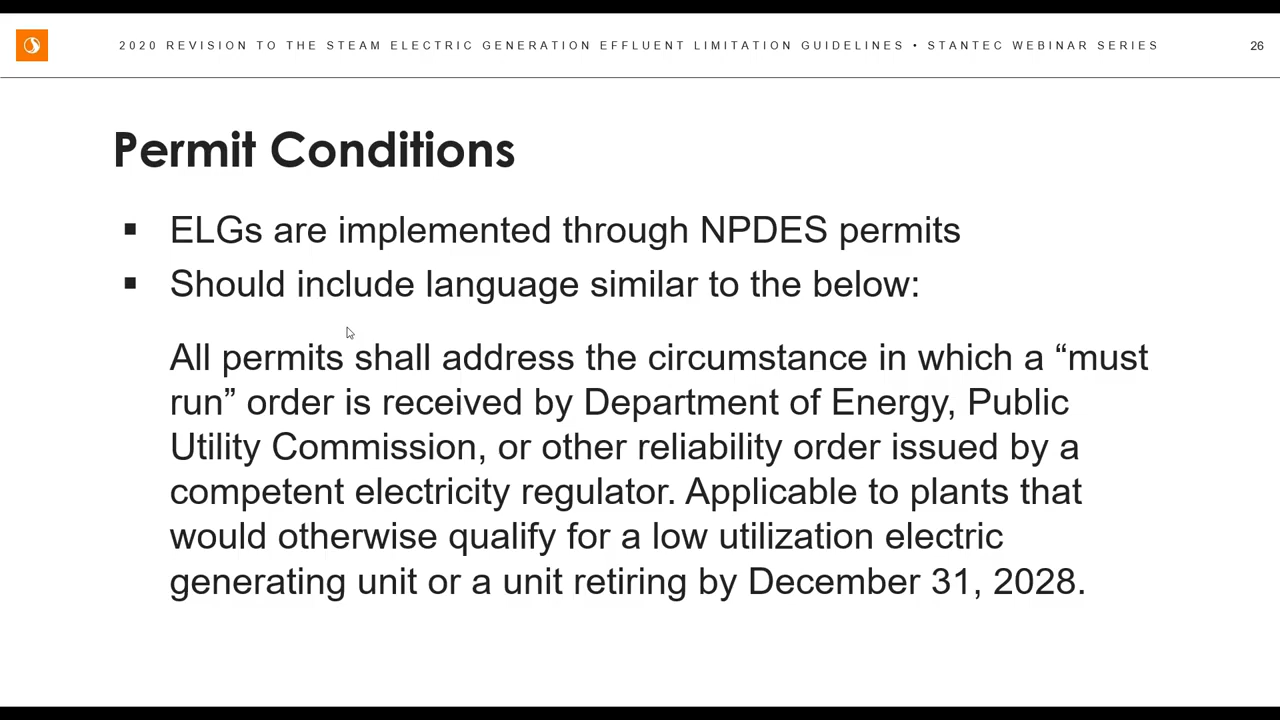 2020 REVISION TO THE STEAM ELECTRIC GENERATION EFFLUENT LIMITATION GUIDELINES • STANTEC WEBINAR SERIES
26
Permit Conditions
▪ ELGs are implemented through NPDES permits
▪ Should include language similar to the below:
All permits shall address the circumstance in which a “must
run” order is received by Department of Energy, Public
Utility Commission, or other reliability order issued by a
competent electricity regulator. Applicable to plants that
would otherwise qualify for a low utilization electric
generating unit or a unit retiring by December 31, 2028.